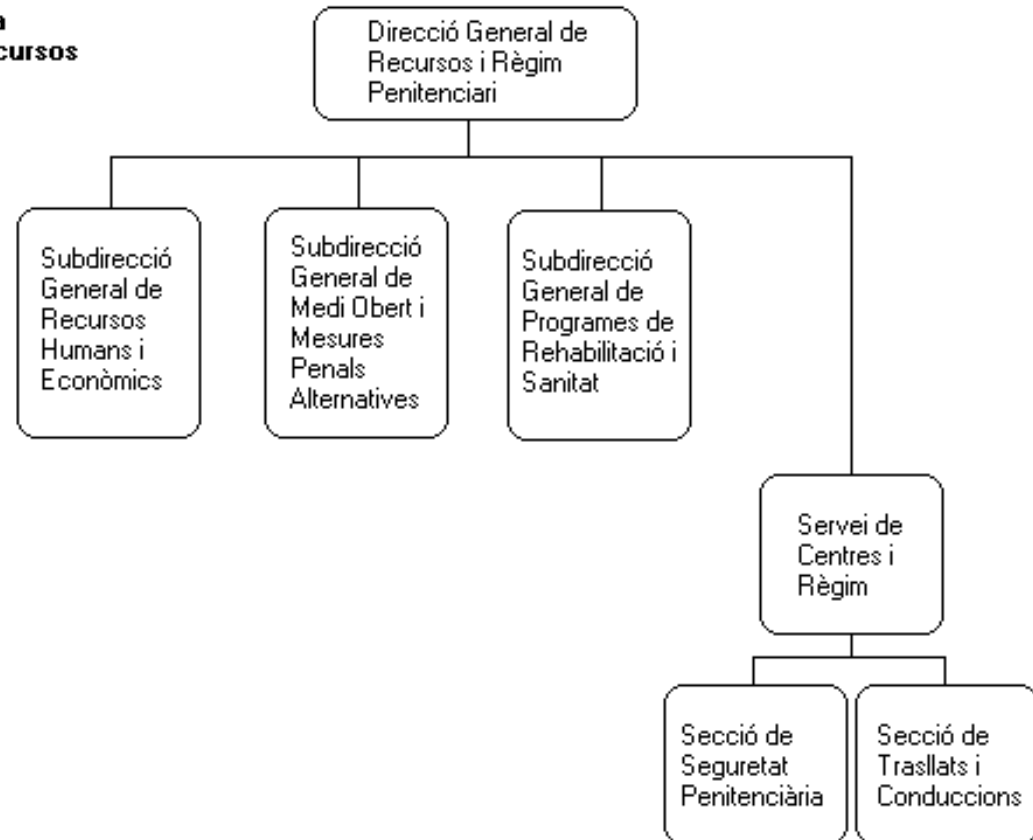 Direcció General de
Recursos i Règim
Penitenciari
Subdirecció
General de
Recursos
Humans i
Econòmics
Subdirecció
General de
Medi Obert i
Mesures
Penals
Alternatives
Subdirecció
General de
Programes de
Rehabilitació i
Sanitat
Servei de
Centres i
Règim
Secció de
Seguretat
Penitenciària
Secció de
Trasllats i
Conduccions